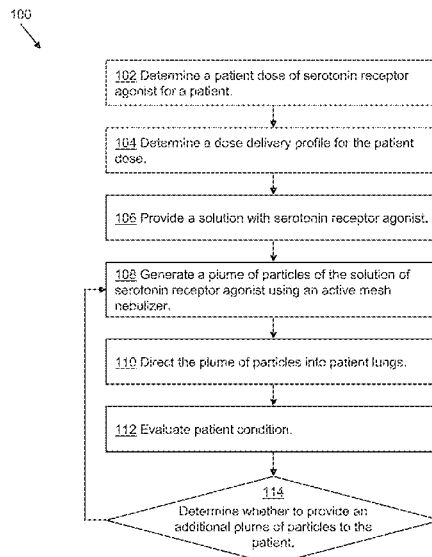 100
102 Determine a patient dose of serotonin receptor
agonist for a patient.
104 Determine a dose delivery profile for the patient
dose.
106 Provide a solution with serotonin receptor agonist.
108 Generate a plume of particles of the solution of
serotonin receptor agonist using an active mesh
nebulizer.
110 Direct the plume of particles into patient lungs.
112 Evaluate patient condition.
114
Determine whether to provide an
additional plume of particles to the
patient.